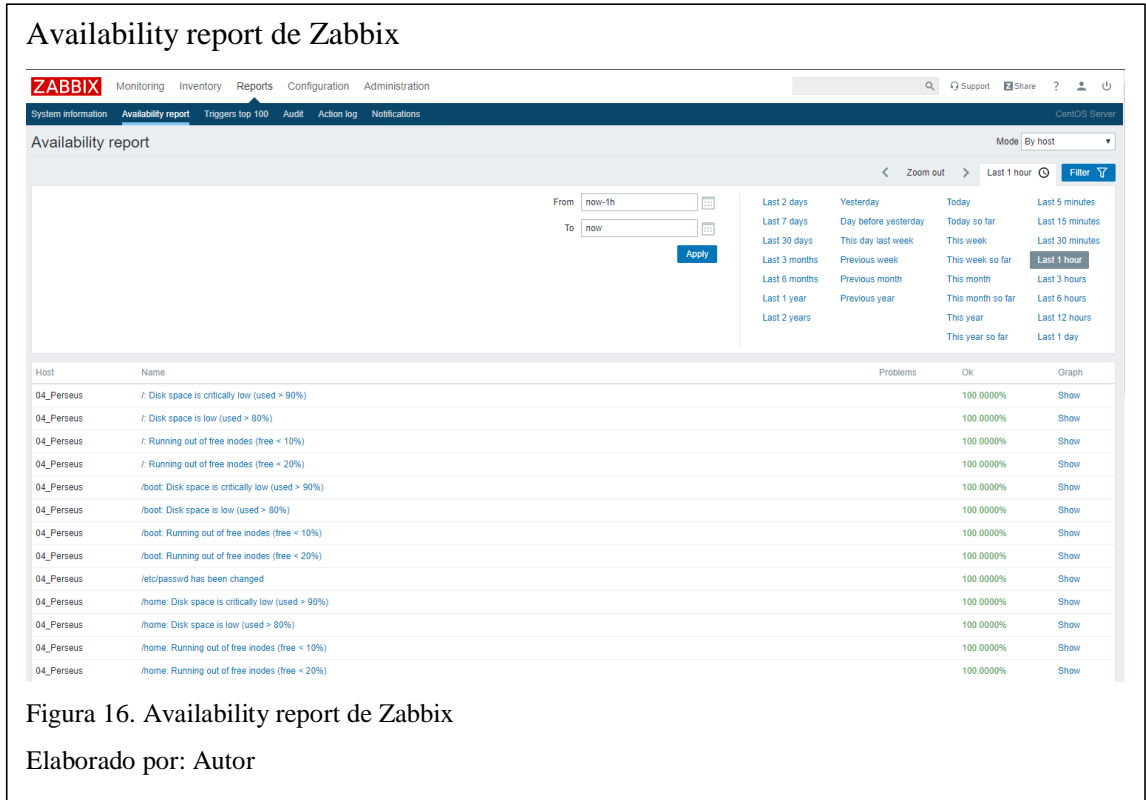 Availability report de Zabbix
ZABBIX Monitoring Inventory Reports Configuration Administration Support Z Share ?
System information Availability report Triggers top 100 Audit Action log Notifications CentOS Server
Availability report Mode By host
Zoom out Last 1 hour Filter
From now-1h
To now
Apply
Last 2 days Yesterday Today Last 5 minutes
Last 7 days Day before yesterday Today so far Last 15 minutes
Last 30 days This day last week This week Last 30 minutes
Last 3 months Previous week This week so far Last 1 hour
Last 6 months Previous month This month Last 3 hours
Last 1 year Previous year This month so far Last 6 hours
Last 2 years This year Last 12 hours
This year so far Last 1 day
Host Name Problems Ok Graph
04_Perseus /: Disk space is critically low (used > 90%) 100.0000% Show
04_Perseus /: Disk space is low (used > 80%) 100.0000% Show
04_Perseus /: Running out of free inodes (free < 10%) 100.0000% Show
04_Perseus /: Running out of free inodes (free < 20%) 100.0000% Show
04_Perseus /boot: Disk space is critically low (used > 90%) 100.0000% Show
04_Perseus /boot: Disk space is low (used > 80%) 100.0000% Show
04_Perseus /boot: Running out of free inodes (free < 10%) 100.0000% Show
04_Perseus /boot: Running out of free inodes (free < 20%) 100.0000% Show
04_Perseus /etc/passwd has been changed 100.0000% Show
04_Perseus /home: Disk space is critically low (used > 90%) 100.0000% Show
04_Perseus /home: Disk space is low (used > 80%) 100.0000% Show
04_Perseus /home: Running out of free inodes (free < 10%) 100.0000% Show
04_Perseus /home: Running out of free inodes (free < 20%) 100.0000% Show
Figura 16. Availability report de Zabbix
Elaborado por: Autor